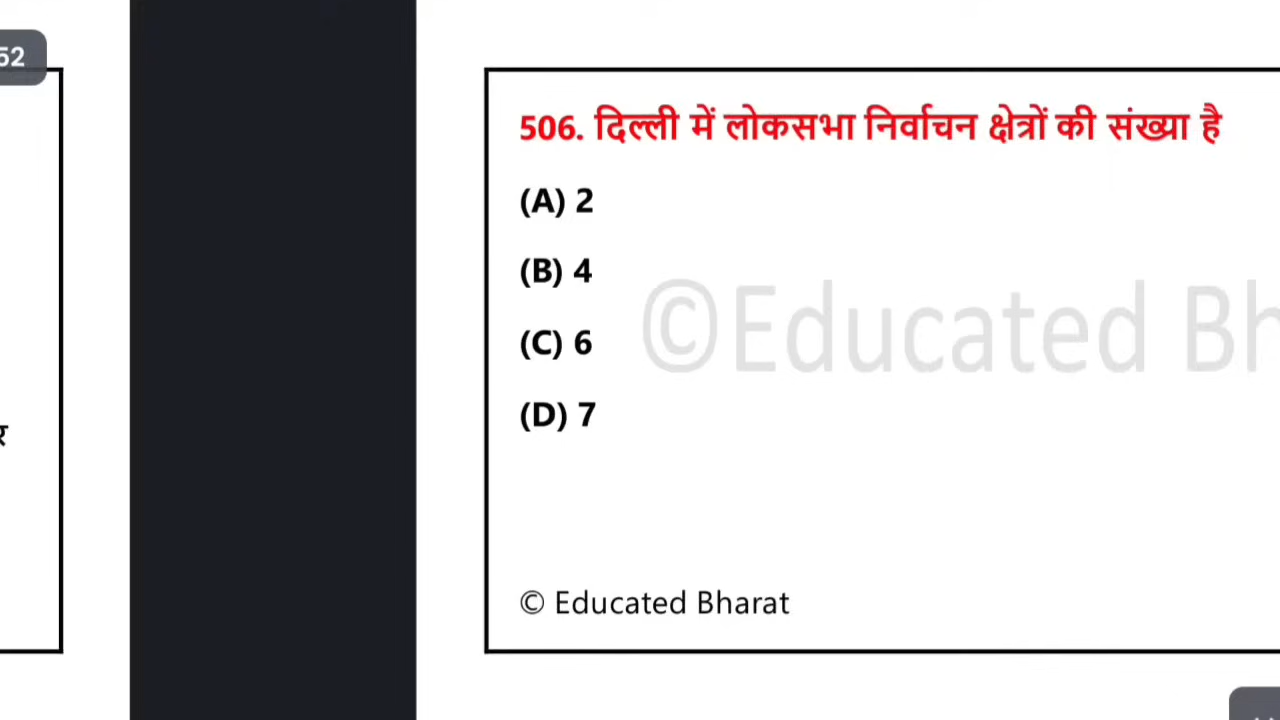 52
र
506. दिल्ली में लोकसभा निर्वाचन क्षेत्रों की संख्या है
(A) 2
(B) 4
(C) 6
(D) 7
©Educated Bh
© Educated Bharat